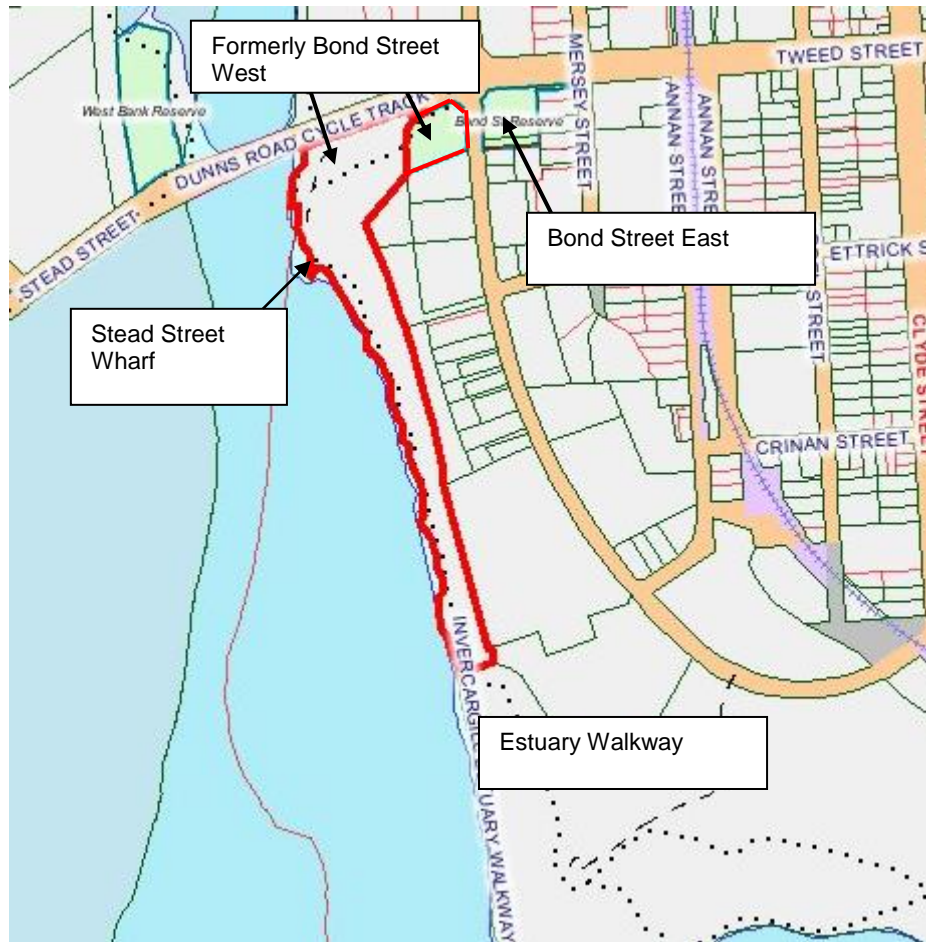 Formerly Bond Street
West
MERSEY STREET
TWEED STREET
West Bank Reserve
Bond St Reserve
DUNNS ROAD CYCLE TRACK
ANNAN STREET
ANNAN STRE
STEAD STREET
Bond Street East
ETTRICK S
STREET
Stead Street
Wharf
CLYDE STREET
CRINAN STREET
INVERCARGILL
Estuary Walkway
UARY WALKWAY